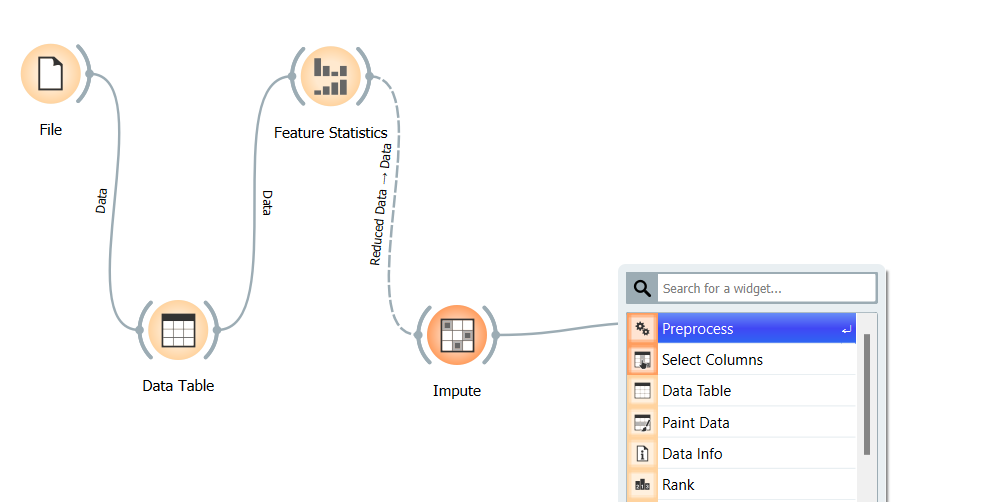 File
Feature Statistics
Data
Data
Reduced Data → Data
Data Table
Impute
Search for a widget...
Preprocess
Select Columns
Data Table
Paint Data
Data Info
Rank